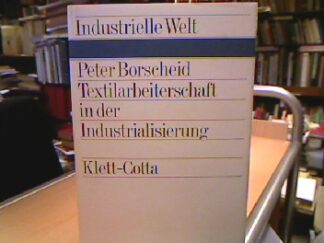 Industrielle Welt
Peter Borscheid
Textilarbeiterschaft
in der
Industrialisierung
Klett-Cotta